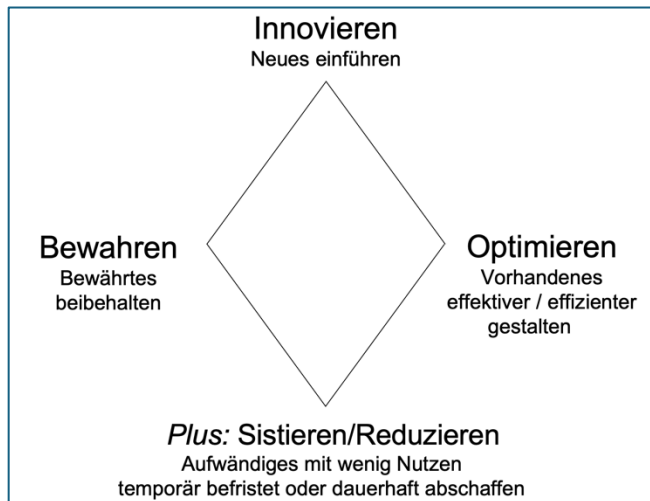 Innovieren
Neues einführen
Bewahren
Bewährtes
beibehalten
Optimieren
Vorhandenes
effektiver / effizienter
gestalten
Plus: Sistieren/Reduzieren
Aufwändiges mit wenig Nutzen
temporär befristet oder dauerhaft abschaffen